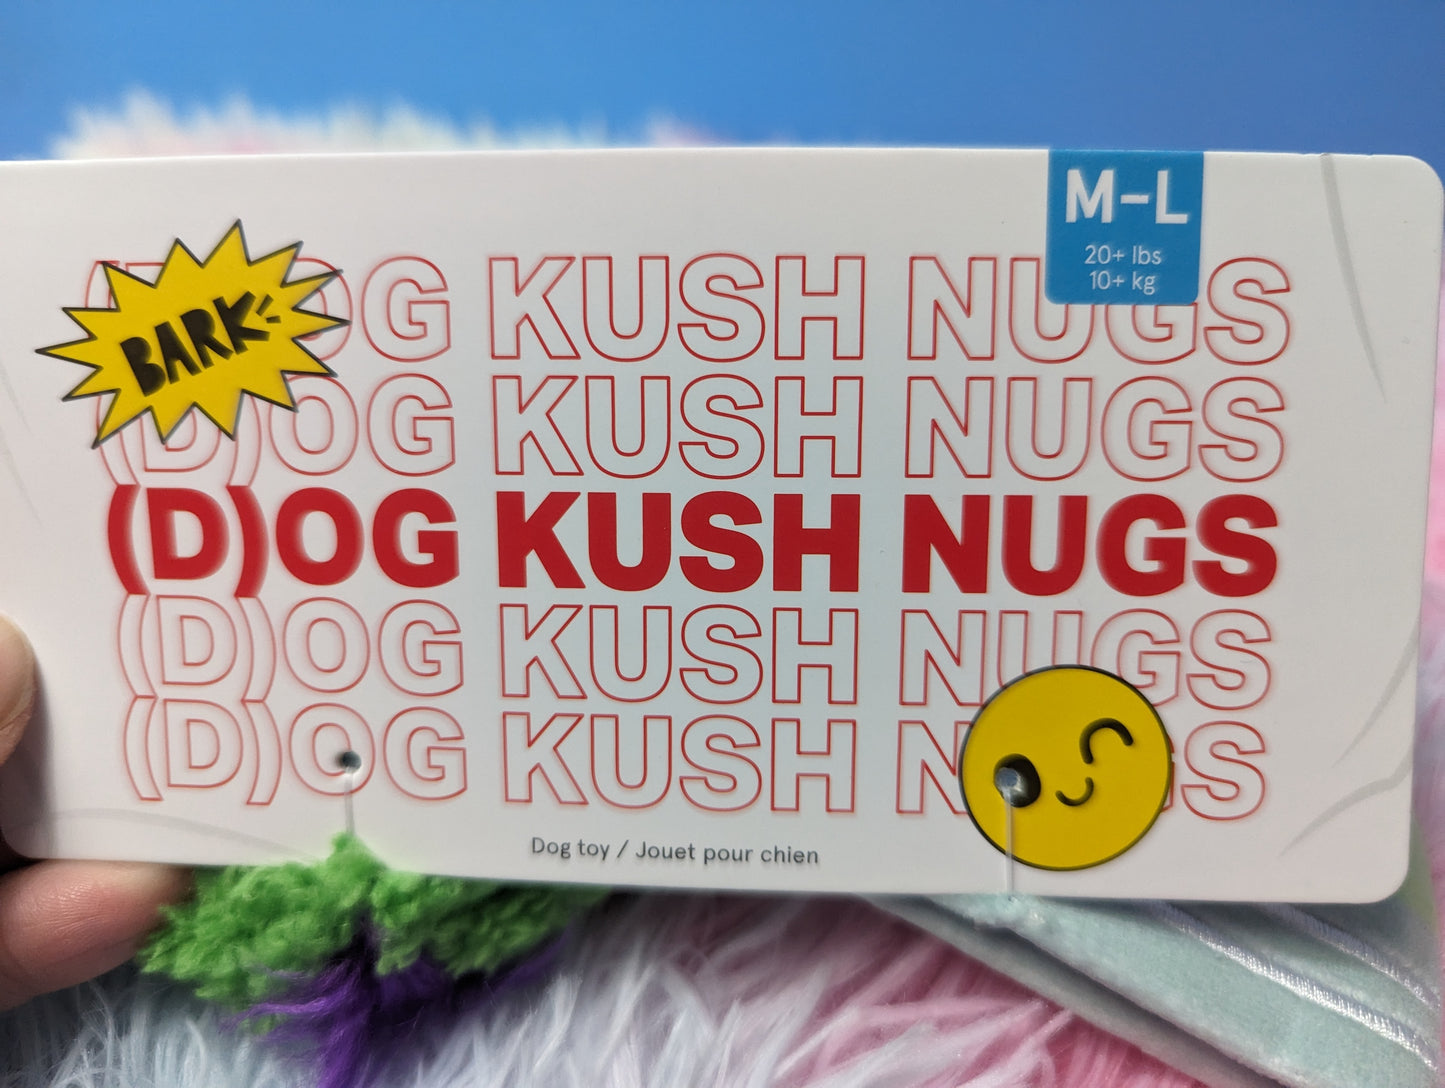 M-L
20+ lbs
10+ kg
BARK
(D)OG KUSH NUGS
(D)OG KUSH NUGS
(D)OG KUSH NUGS
(D)OG KUSH NUGS
(D)OG KUSH NUGS
Dog toy / Jouet pour chien